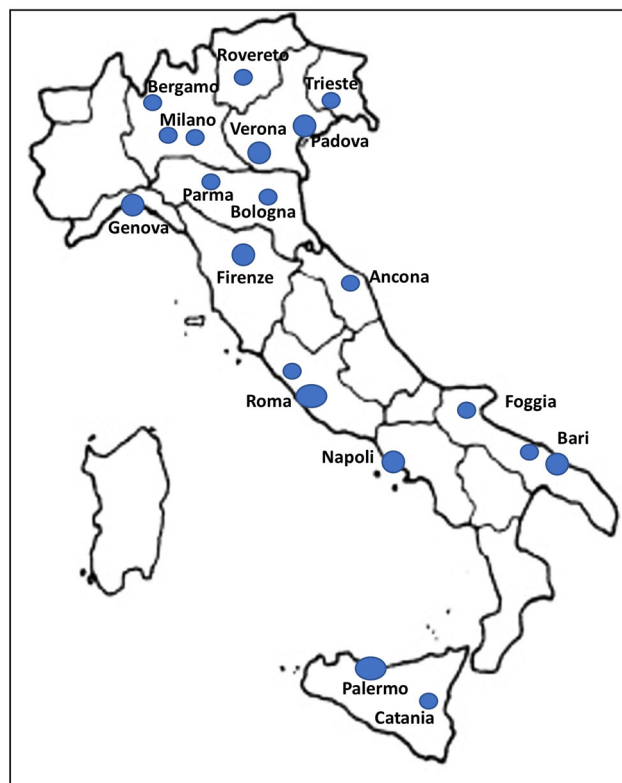 Rovereto
Trieste
Bergamo
Milano
Verona
Padova
Parma
Bologna
Genova
Firenze
Ancona
Roma
Foggia
Bari
Napoli
Palermo
Catania